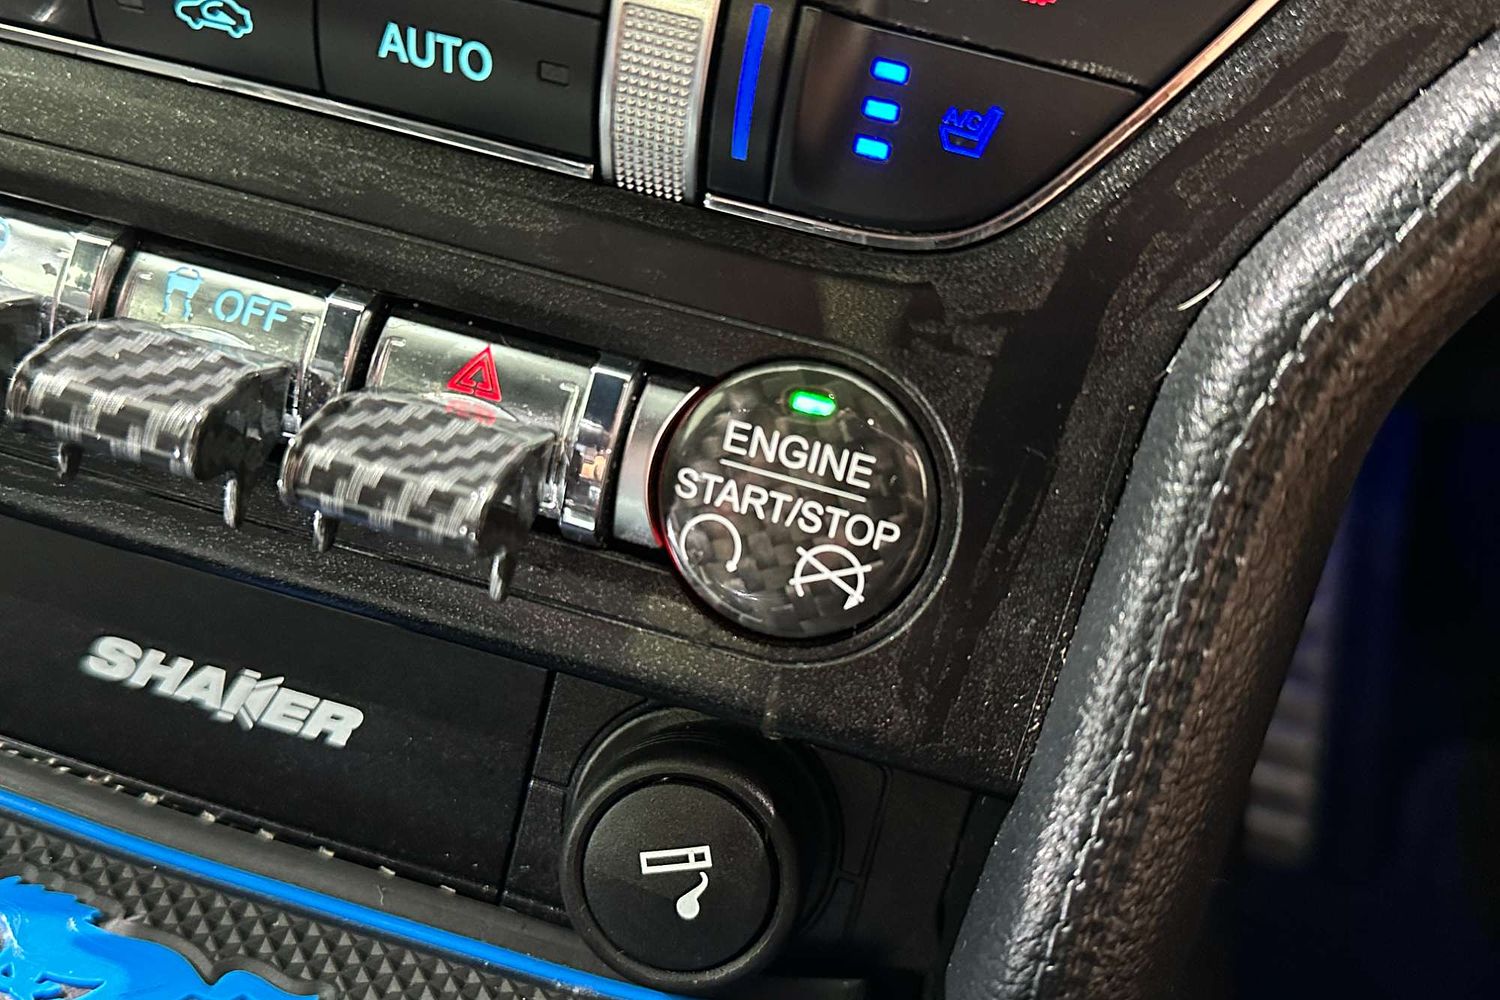 AUTO
A/C
OFF
ENGINE
START/STOP
SHAKER